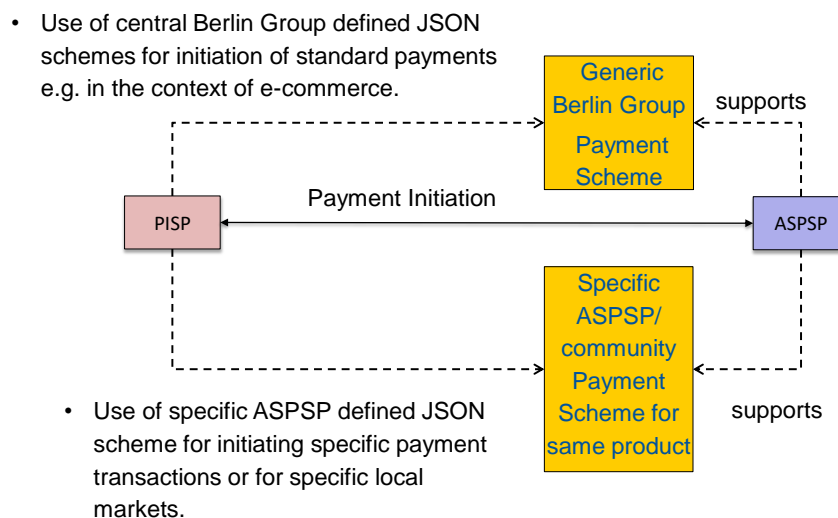 • Use of central Berlin Group defined JSON
schemes for initiation of standard payments
e.g. in the context of e-commerce.
Generic
Berlin Group
Payment
Scheme
supports
Payment Initiation
PISP
ASPSP
Specific
ASPSP/
community
Payment
Scheme for
same product
supports
• Use of specific ASPSP defined JSON
scheme for initiating specific payment
transactions or for specific local
markets.